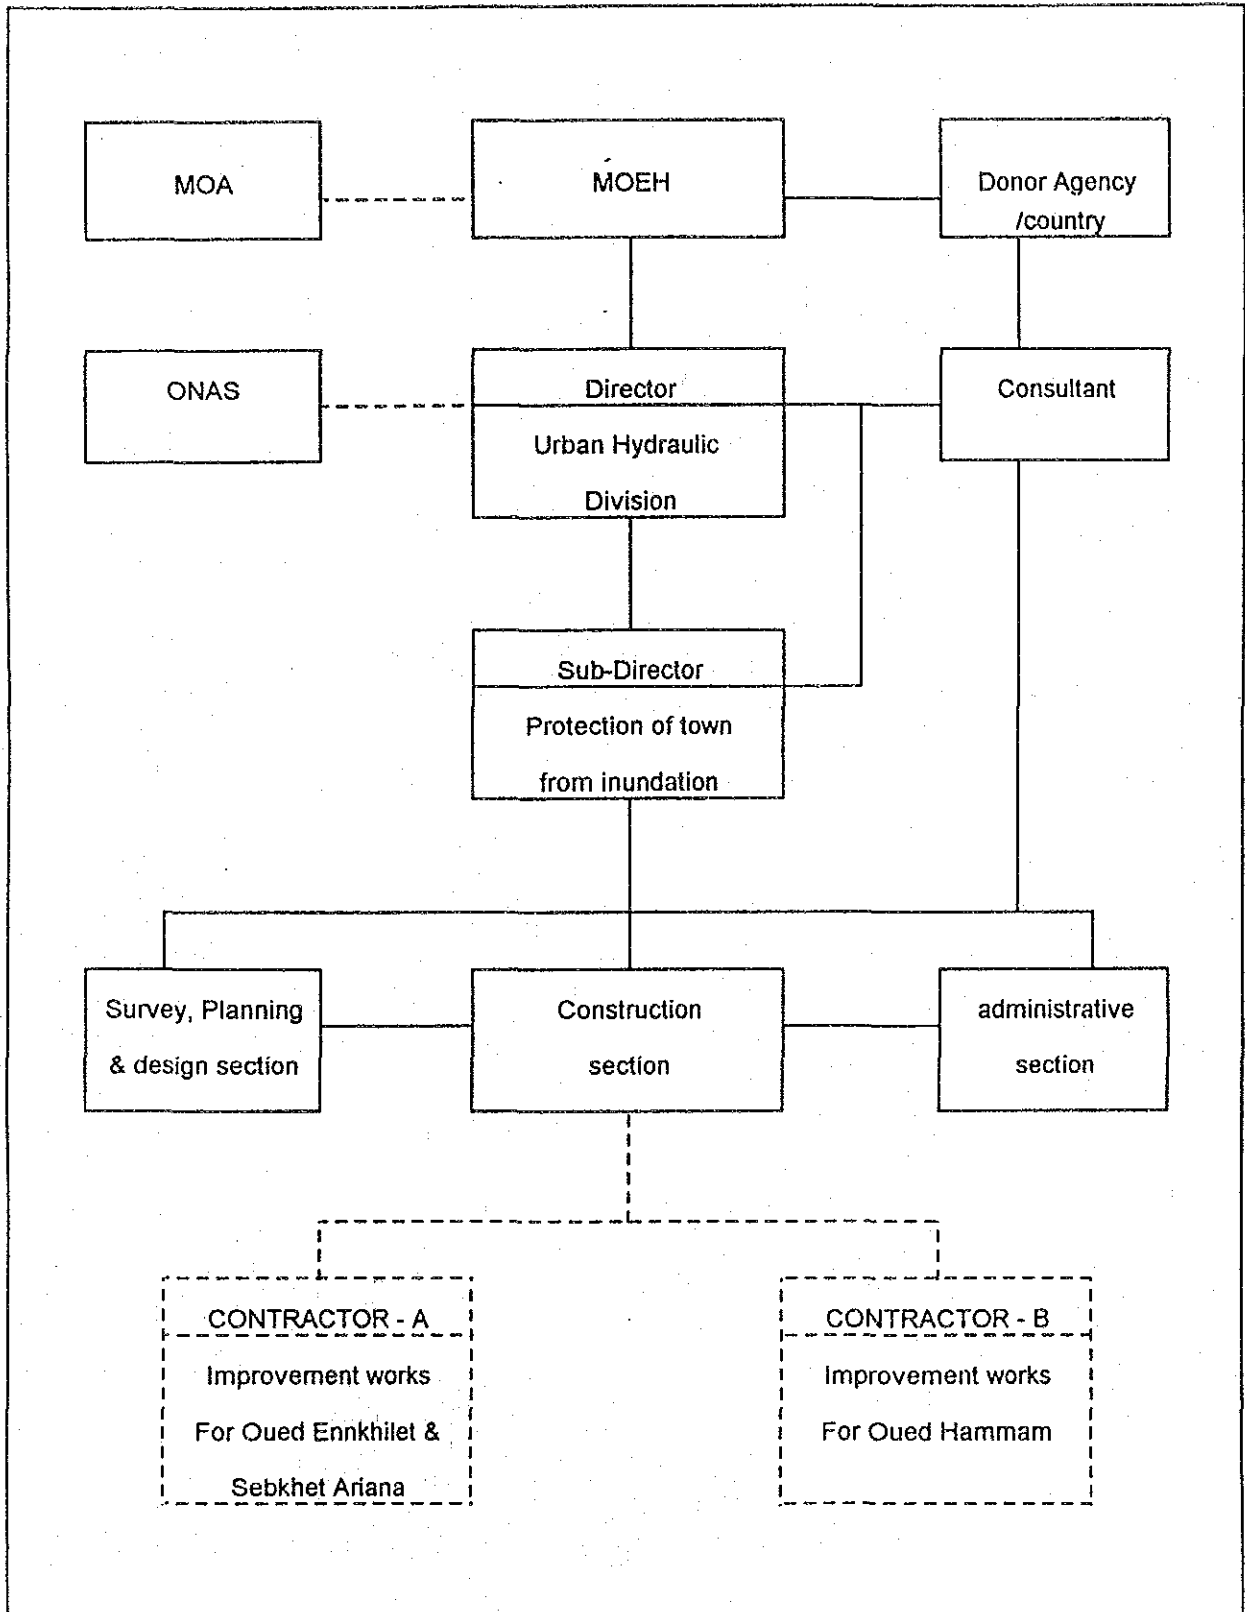 MOA
MOEH
Donor Agency
/country
ONAS
Director
Urban Hydraulic
Division
Consultant
Sub-Director
Protection of town
from inundation
Survey, Planning
& design section
Construction
section
administrative
section
CONTRACTOR - A
Improvement works
For Oued Ennkhilet &
Sebkhet Ariana
CONTRACTOR - B
Improvement works
For Oued Hammam